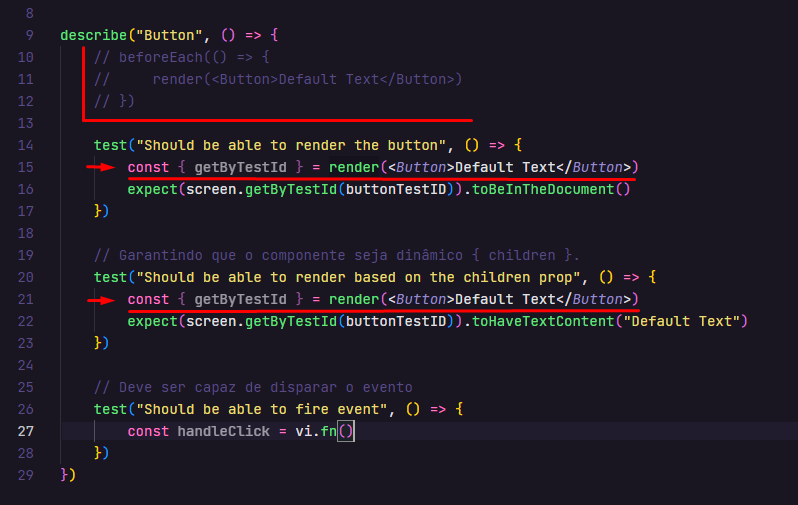 8
9 describe("Button", () => {
10 // beforeEach(() => {
11 //     render(<Button>Default Text</Button>)
12 // })
13
14 test("Should be able to render the button", () => {
15 const { getByTestId } = render(<Button>Default Text</Button>)
16 expect(screen.getByTestId(buttonTestID)).toBeInTheDocument()
17 })
18
19 // Garantindo que o componente seja dinâmico { children }.
20 test("Should be able to render based on the children prop", () => {
21 const { getByTestId } = render(<Button>Default Text</Button>)
22 expect(screen.getByTestId(buttonTestID)).toHaveTextContent("Default Text")
23 })
24
25 // Deve ser capaz de disparar o evento
26 test("Should be able to fire event", () => {
27 const handleClick = vi.fn()
28 })
29 })